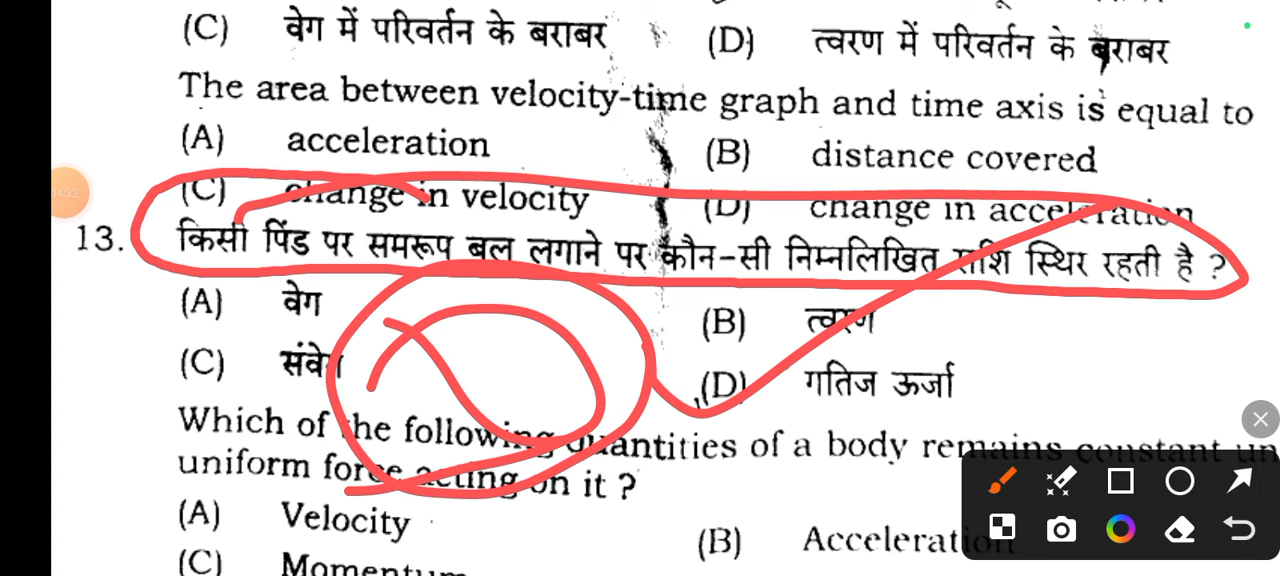 (C) वेग में परिवर्तन के बराबर (D) त्वरण में परिवर्तन के बराबर
The area between velocity-time graph and time axis is equal to
(A) acceleration (B) distance covered
(C) change in velocity (D) change in acceleration
13. किसी पिंड पर समरूप बल लगाने पर कौन-सी निम्नलिखित राशि स्थिर रहती है ?
(A) वेग (B) त्वरण
(C) संवेग (D) गतिज ऊर्जा
Which of the following quantities of a body remains constant un
uniform force acting on it ?
(A) Velocity (B) Acceleration
(C) Momentum